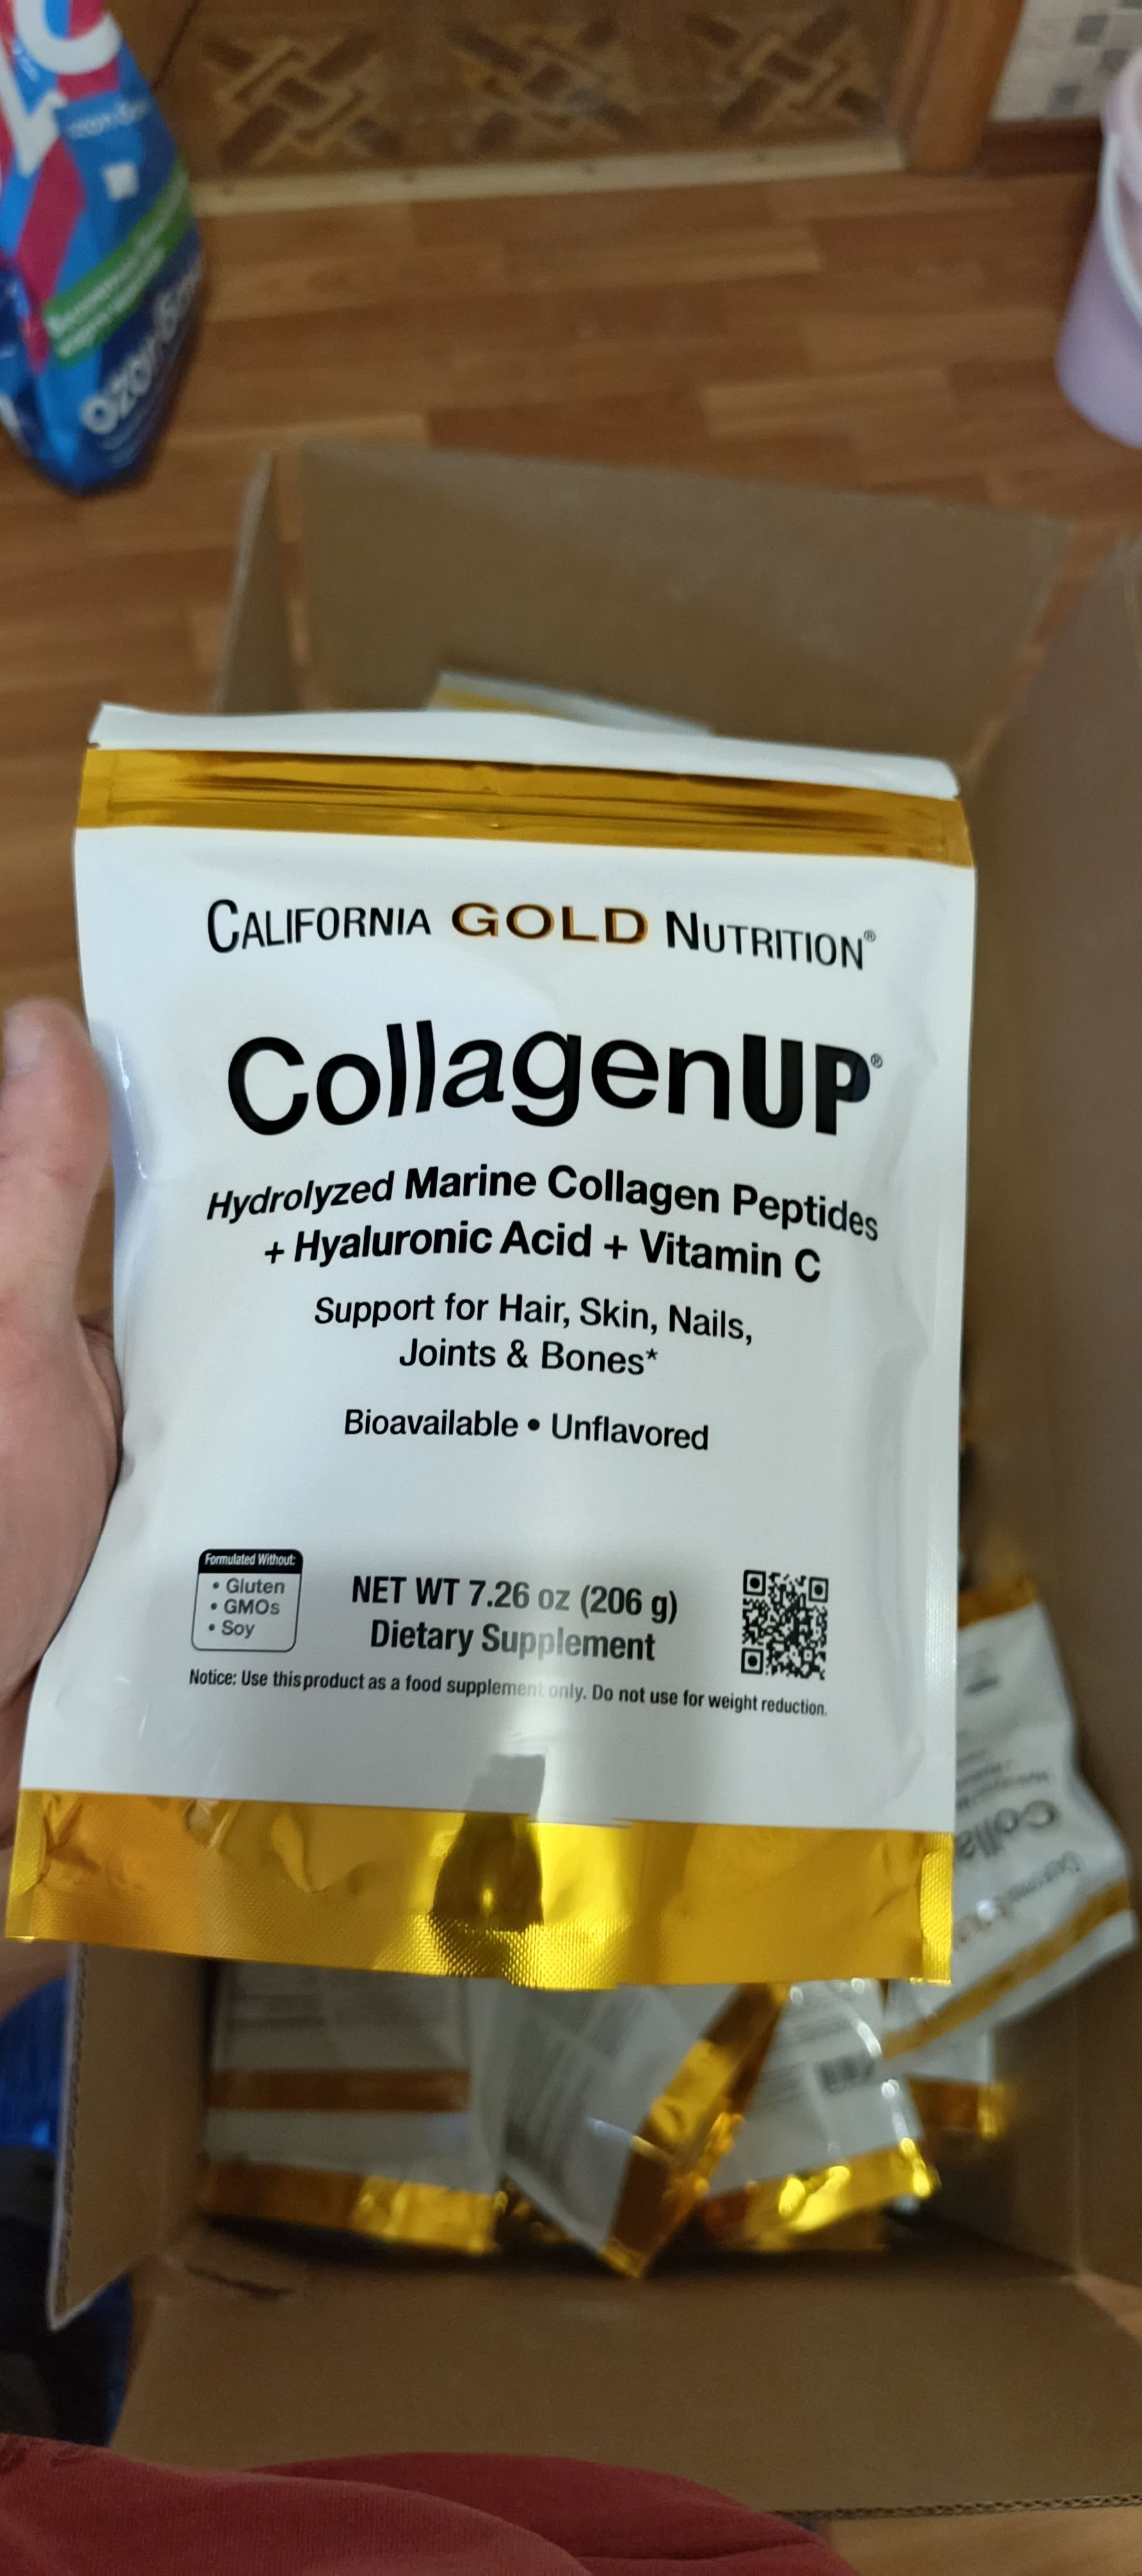 ozon
CALIFORNIA GOLD NUTRITION®
CollagenUP®
Hydrolyzed Marine Collagen Peptides
+ Hyaluronic Acid + Vitamin C
Support for Hair, Skin, Nails,
Joints & Bones*
Bioavailable • Unflavored
Formulated Without:
• Gluten
• GMOs
• Soy
NET WT 7.26 oz (206 g)
Dietary Supplement
Notice: Use this product as a food supplement only. Do not use for weight reduction.